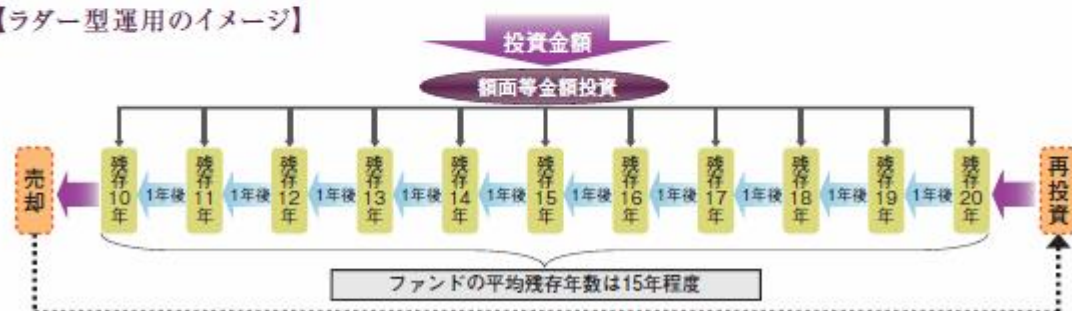 【ラダー型運用のイメージ】
投資金額
額面等金額投資
売却
残存10年
1年後
残存11年
1年後
残存12年
1年後
残存13年
1年後
残存14年
1年後
残存15年
1年後
残存16年
1年後
残存17年
1年後
残存18年
1年後
残存19年
1年後
残存20年
再投資
ファンドの平均残存年数は15年程度